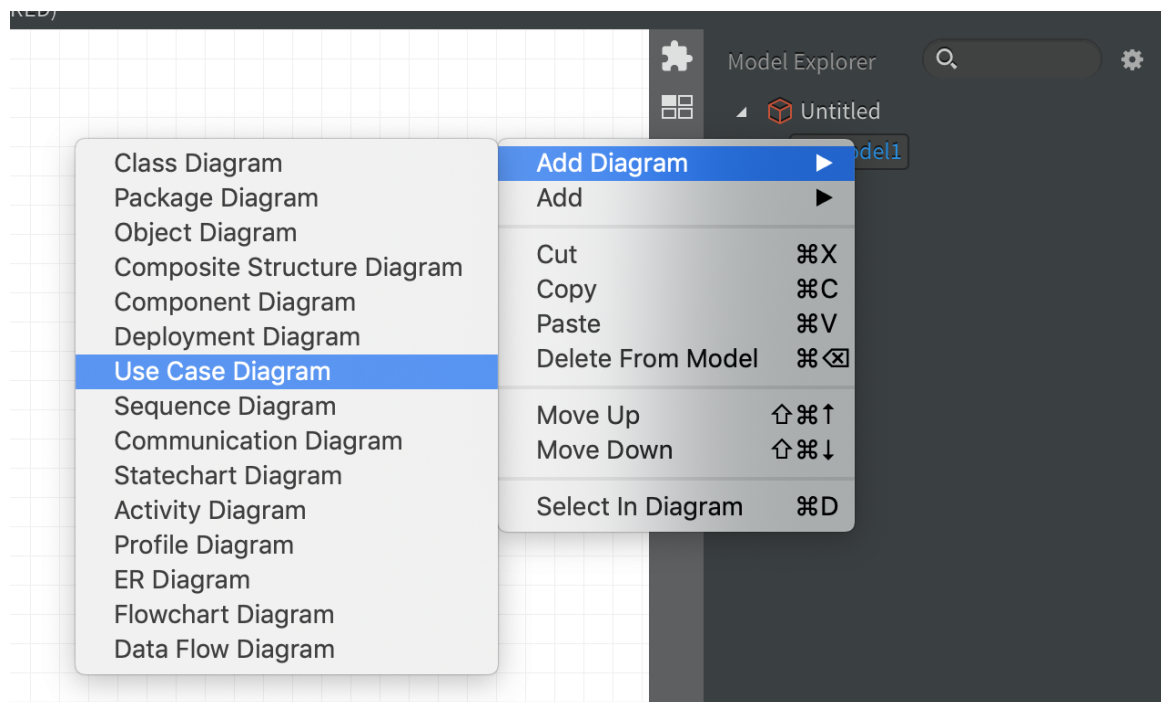 Model Explorer
Untitled
Class Diagram
Package Diagram
Object Diagram
Composite Structure Diagram
Component Diagram
Deployment Diagram
Use Case Diagram
Sequence Diagram
Communication Diagram
Statechart Diagram
Activity Diagram
Profile Diagram
ER Diagram
Flowchart Diagram
Data Flow Diagram
Add Diagram ▶
Add ▶
Cut ⌘X
Copy ⌘C
Paste ⌘V
Delete From Model ⌘⌫
Move Up ⇧⌘↑
Move Down ⇧⌘↓
Select In Diagram ⌘D